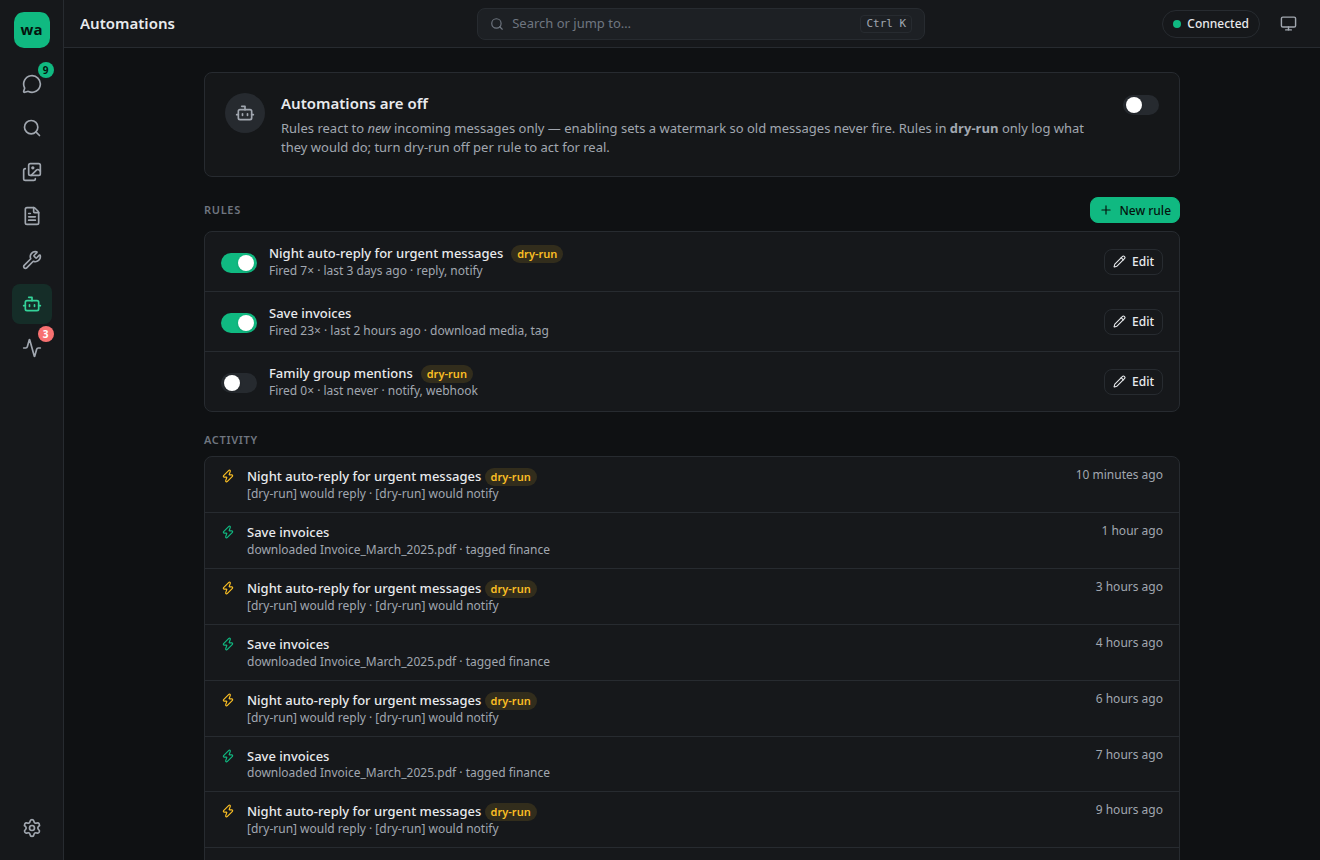 wa
Automations
Search or jump to...
Ctrl K
Connected
9
3
Automations are off
Rules react to new incoming messages only — enabling sets a watermark so old messages never fire. Rules in dry-run only log what
they would do; turn dry-run off per rule to act for real.
RULES
New rule
Night auto-reply for urgent messages dry-run
Fired 7× · last 3 days ago · reply, notify
Edit
Save invoices
Fired 23× · last 2 hours ago · download media, tag
Edit
Family group mentions dry-run
Fired 0× · last never · notify, webhook
Edit
ACTIVITY
Night auto-reply for urgent messages dry-run
10 minutes ago
[dry-run] would reply · [dry-run] would notify
Save invoices
1 hour ago
downloaded Invoice_March_2025.pdf · tagged finance
Night auto-reply for urgent messages dry-run
3 hours ago
[dry-run] would reply · [dry-run] would notify
Save invoices
4 hours ago
downloaded Invoice_March_2025.pdf · tagged finance
Night auto-reply for urgent messages dry-run
6 hours ago
[dry-run] would reply · [dry-run] would notify
Save invoices
7 hours ago
downloaded Invoice_March_2025.pdf · tagged finance
Night auto-reply for urgent messages dry-run
9 hours ago
[dry-run] would reply · [dry-run] would notify